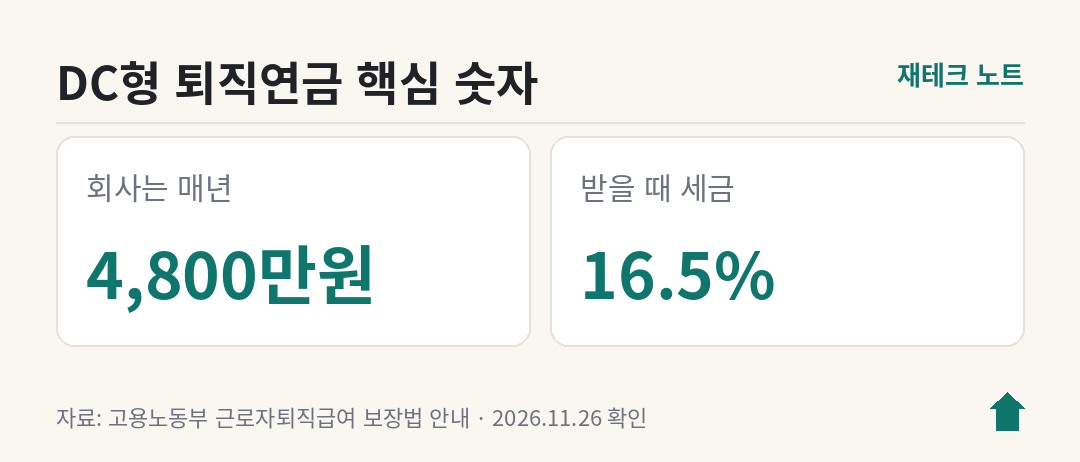 DC형 퇴직연금 핵심 숫자
재테크 노트
회사는 매년
4,800만원
받을 때 세금
16.5%
자료: 고용노동부 근로자퇴직급여 보장법 안내 · 2026.11.26 확인